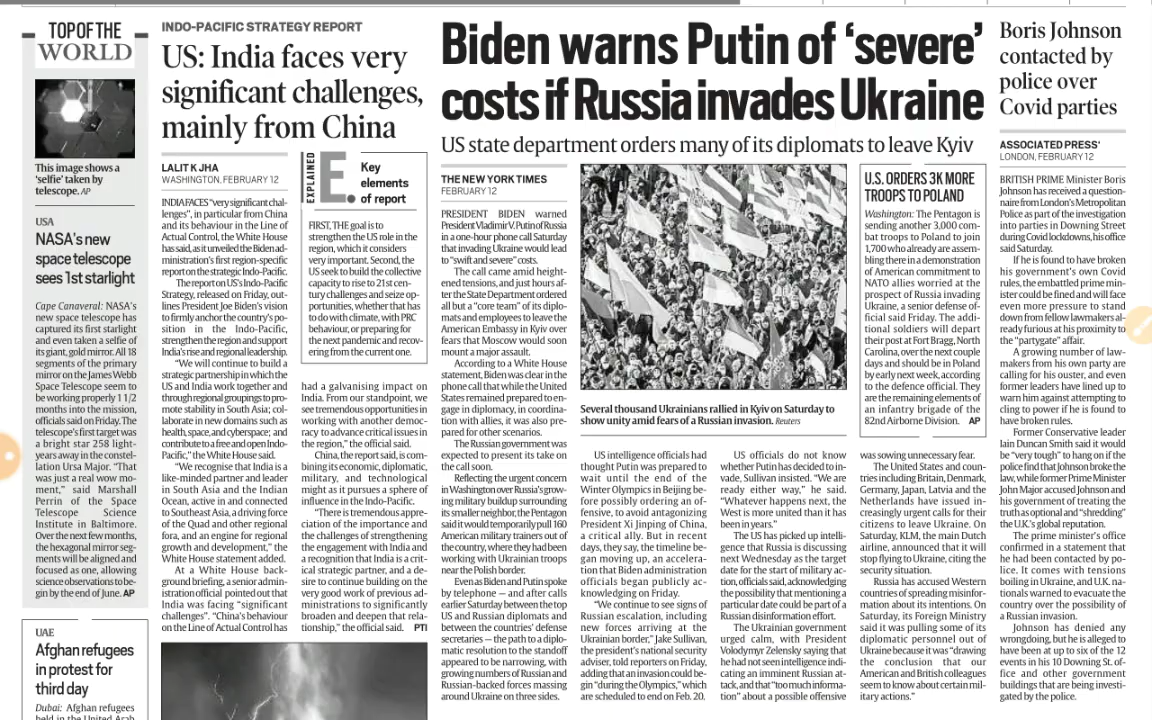 TOP OF THE
WORLD
This image shows a
'selfie' taken by
telescope. AP
USA
NASA's new
space telescope
sees 1st starlight
Cape Canaveral: NASA's
new space telescope has
captured its first starlight
and even taken a selfie of
its giant, gold mirror. All 18
segments of the primary
mirror on the James Webb
Space Telescope seem to
be working properly 1 1/2
months into the mission,
officials said on Friday. The
telescope's first target was
a bright star 258 light-
years away in the constel-
lation Ursa Major. "That
was just a real wow mo-
ment," said Marshall
Perrin of the Space
Telescope Science
Institute in Baltimore.
Over the next few months,
the hexagonal mirror seg-
ments will be aligned and
focused as one, allowing
science observations to be-
gin by the end of June. AP
UAE
Afghan refugees
in protest for
third day
Dubai: Afghan refugees
held in the United Arab
INDO-PACIFIC STRATEGY REPORT
US: India faces very
significant challenges,
mainly from China
LALIT K JHA
WASHINGTON, FEBRUARY 12
INDIA FACES "very significant chal-
lenges", in particular from China
and its behaviour in the Line of
Actual Control, the White House
has said, as it unveiled the Biden ad-
ministration's first region-specific
report on the strategic Indo-Pacific.
The report on US's Indo-Pacific
Strategy, released on Friday, out-
lines President Joe Biden's vision
to firmly anchor the country's po-
sition in the Indo-Pacific,
strengthen the region and support
India's rise and regional leadership.
"We will continue to build a
strategic partnership in which the
US and India work together and
through regional groupings to pro-
mote stability in South Asia; col-
laborate in new domains such as
health, space, and cyberspace; and
contribute to a free and open Indo-
Pacific," the White House said.
"We recognise that India is a
like-minded partner and leader
in South Asia and the Indian
Ocean, active in and connected
to Southeast Asia, a driving force
of the Quad and other regional
fora, and an engine for regional
growth and development," the
White House statement added.
At a White House back-
ground briefing, a senior admin-
istration official pointed out that
India was facing "significant
challenges". "China's behaviour
on the Line of Actual Control has
EXPLAINED
E.
Key
elements
of report
FIRST, THE goal is to
strengthen the US role in the
region, which it considers
very important. Second, the
US seek to build the collective
capacity to rise to 21st cen-
tury challenges and seize op-
portunities, whether that has
to do with climate, with PRC
behaviour, or preparing for
the next pandemic and recov-
ering from the current one.
had a galvanising impact on
India. From our standpoint, we
see tremendous opportunities in
working with another democ-
racy to advance critical issues in
the region," the official said.
China, the report said, is com-
bining its economic, diplomatic,
military, and technological
might as it pursues a sphere of
influence in the Indo-Pacific.
"There is tremendous appre-
ciation of the importance and
the challenges of strengthening
the engagement with India and
a recognition that India is a crit-
ical strategic partner, and a de-
sire to continue building on the
very good work of previous ad-
ministrations to significantly
broaden and deepen that rela-
tionship," the official said. PTI
Biden warns Putin of 'severe'
costs if Russia invades Ukraine
US state department orders many of its diplomats to leave Kyiv
THE NEW YORK TIMES
FEBRUARY 12
PRESIDENT BIDEN warned
President Vladimir V. Putin of Russia
in a one-hour phone call Saturday
that invading Ukraine would lead
to "swift and severe" costs.
The call came amid height-
ened tensions, and just hours af-
ter the State Department ordered
all but a "core team" of its diplo-
mats and employees to leave the
American Embassy in Kyiv over
fears that Moscow would soon
mount a major assault.
According to a White House
statement, Biden was clear in the
phone call that while the United
States remained prepared to en-
gage in diplomacy, in coordina-
tion with allies, it was also pre-
pared for other scenarios.
The Russian government was
expected to present its take on
the call soon.
Reflecting the urgent concern
in Washington over Russia's grow-
ing military buildup surrounding
its smaller neighbor, the Pentagon
said it would temporarily pull 160
American military trainers out of
the country, where they had been
working with Ukrainian troops
near the Polish border.
Even as Biden and Putin spoke
by telephone — and after calls
earlier Saturday between the top
US and Russian diplomats and
between the countries' defense
secretaries — the path to a diplo-
matic resolution to the standoff
appeared to be narrowing, with
growing numbers of Russian and
Russian-backed forces massing
around Ukraine on three sides.
Several thousand Ukrainians rallied in Kyiv on Saturday to
show unity amid fears of a Russian invasion. Reuters
US intelligence officials had
thought Putin was prepared to
wait until the end of the
Winter Olympics in Beijing be-
fore possibly ordering an of-
fensive, to avoid antagonizing
President Xi Jinping of China,
a critical ally. But in recent
days, they say, the timeline be-
gan moving up, an accelera-
tion that Biden administration
officials began publicly ac-
knowledging on Friday.
"We continue to see signs of
Russian escalation, including
new forces arriving at the
Ukrainian border," Jake Sullivan,
the president's national security
adviser, told reporters on Friday,
adding that an invasion could be-
gin "during the Olympics," which
are scheduled to end on Feb. 20.
US officials do not know
whether Putin has decided to in-
vade, Sullivan insisted. "We are
ready either way," he said.
"Whatever happens next, the
West is more united than it has
been in years."
The US has picked up intelli-
gence that Russia is discussing
next Wednesday as the target
date for the start of military ac-
tion, officials said, acknowledging
the possibility that mentioning a
particular date could be part of a
Russian disinformation effort.
The Ukrainian government
urged calm, with President
Volodymyr Zelensky saying that
he had not seen intelligence indi-
cating an imminent Russian at-
tack, and that "too much informa-
tion" about a possible offensive
U.S. ORDERS 3K MORE
TROOPS TO POLAND
Washington: The Pentagon is
sending another 3,000 com-
bat troops to Poland to join
1,700 who already are assem-
bling there in a demonstration
of American commitment to
NATO allies worried at the
prospect of Russia invading
Ukraine, a senior defense of-
ficial said Friday. The addi-
tional soldiers will depart
their post at Fort Bragg, North
Carolina, over the next couple
days and should be in Poland
by early next week, according
to the defence official. They
are the remaining elements of
an infantry brigade of the
82nd Airborne Division. AP
was sowing unnecessary fear.
The United States and coun-
tries including Britain, Denmark,
Germany, Japan, Latvia and the
Netherlands have issued in-
creasingly urgent calls for their
citizens to leave Ukraine. On
Saturday, KLM, the main Dutch
airline, announced that it will
stop flying to Ukraine, citing the
security situation.
Russia has accused Western
countries of spreading misinfor-
mation about its intentions. On
Saturday, its Foreign Ministry
said it was pulling some of its
diplomatic personnel out of
Ukraine because it was "drawing
the conclusion that our
American and British colleagues
seem to know about certain mil-
itary actions."
Boris Johnson
contacted by
police over
Covid parties
ASSOCIATED PRESS'
LONDON, FEBRUARY 12
BRITISH PRIME Minister Boris
Johnson has received a question-
naire from London's Metropolitan
Police as part of the investigation
into parties in Downing Street
during Covid lockdowns, his office
said Saturday.
If he is found to have broken
his government's own Covid
rules, the embattled prime min-
ister could be fined and will face
even more pressure to stand
down from fellow lawmakers al-
ready furious at his proximity to
the "partygate" affair.
A growing number of law-
makers from his own party are
calling for his ouster, and even
former leaders have lined up to
warn him against attempting to
cling to power if he is found to
have broken rules.
Former Conservative leader
Iain Duncan Smith said it would
be "very tough" to hang on if the
police find that Johnson broke the
law, while former Prime Minister
John Major accused Johnson and
his government of treating the
truth as optional and "shredding"
the U.K.'s global reputation.
The prime minister's office
confirmed in a statement that
he had been contacted by po-
lice. It comes with tensions
boiling in Ukraine, and U.K. na-
tionals warned to evacuate the
country over the possibility of
a Russian invasion.
Johnson has denied any
wrongdoing, but he is alleged to
have been at up to six of the 12
events in his 10 Downing St. of-
fice and other government
buildings that are being investi-
gated by the police.